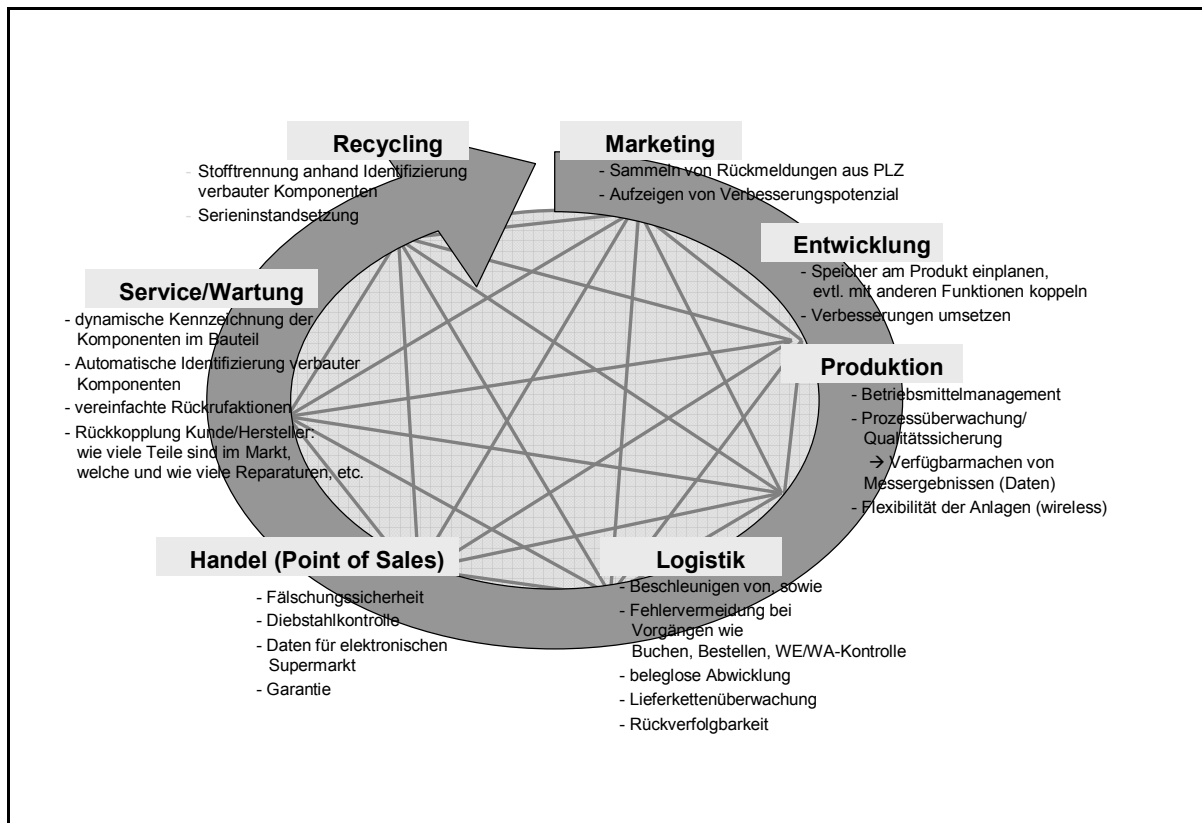 Recycling
- Stofftrennung anhand Identifizierung
verbauter Komponenten
- Serieninstandsetzung
Marketing
- Sammeln von Rückmeldungen aus PLZ
- Aufzeigen von Verbesserungspotenzial
Entwicklung
- Speicher am Produkt einplanen,
evtl. mit anderen Funktionen koppeln
- Verbesserungen umsetzen
Produktion
- Betriebsmittelmanagement
- Prozessüberwachung/
Qualitätssicherung
→ Verfügbarmachen von
Messergebnissen (Daten)
- Flexibilität der Anlagen (wireless)
Logistik
- Beschleunigen von, sowie
- Fehlervermeidung bei
Vorgängen wie
Buchen, Bestellen, WE/WA-Kontrolle
- beleglose Abwicklung
- Lieferkettenüberwachung
- Rückverfolgbarkeit
Handel (Point of Sales)
- Fälschungssicherheit
- Diebstahlkontrolle
- Daten für elektronischen
Supermarkt
- Garantie
Service/Wartung
- dynamische Kennzeichnung der
Komponenten im Bauteil
- Automatische Identifizierung verbauter
Komponenten
- vereinfachte Rückrufaktionen
- Rückkopplung Kunde/Hersteller:
wie viele Teile sind im Markt,
welche und wie viele Reparaturen, etc.